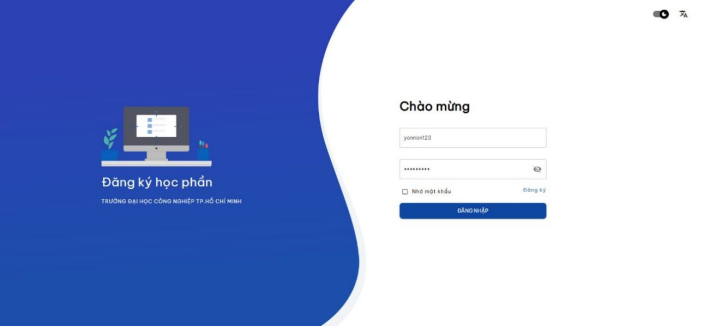 Chào mừng
yonnon123
•••••••••
Nhớ mật khẩu
Đăng ký
ĐĂNG NHẬP
Đăng ký học phần
TRƯỜNG ĐẠI HỌC CÔNG NGHIỆP TP.HỒ CHÍ MINH